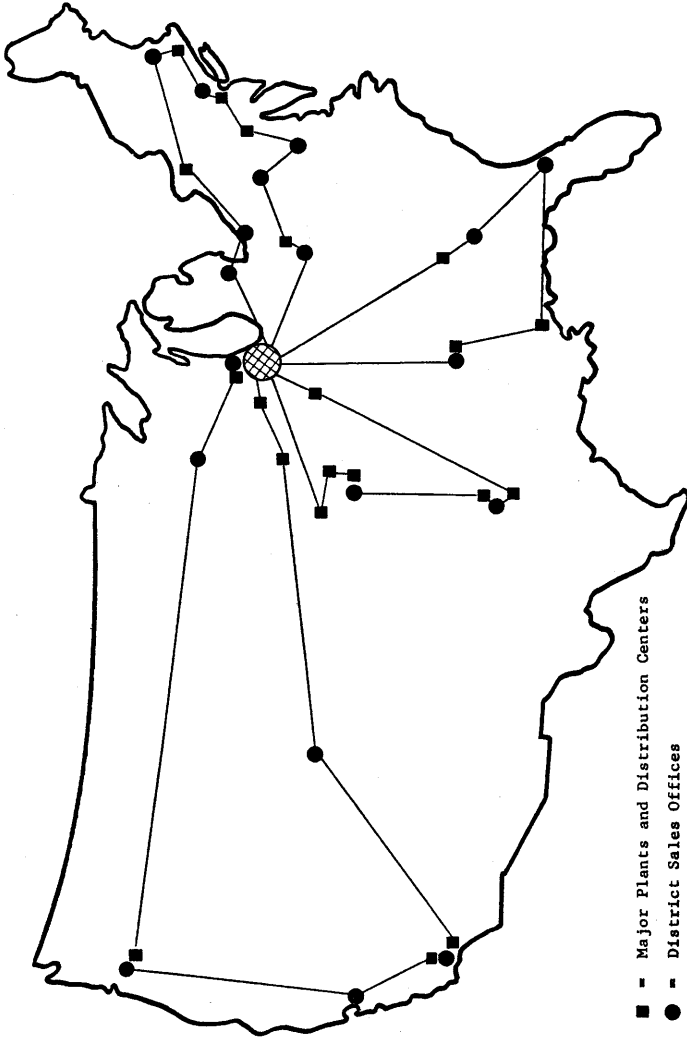 ■ = Major Plants and Distribution Centers
● = District Sales Offices